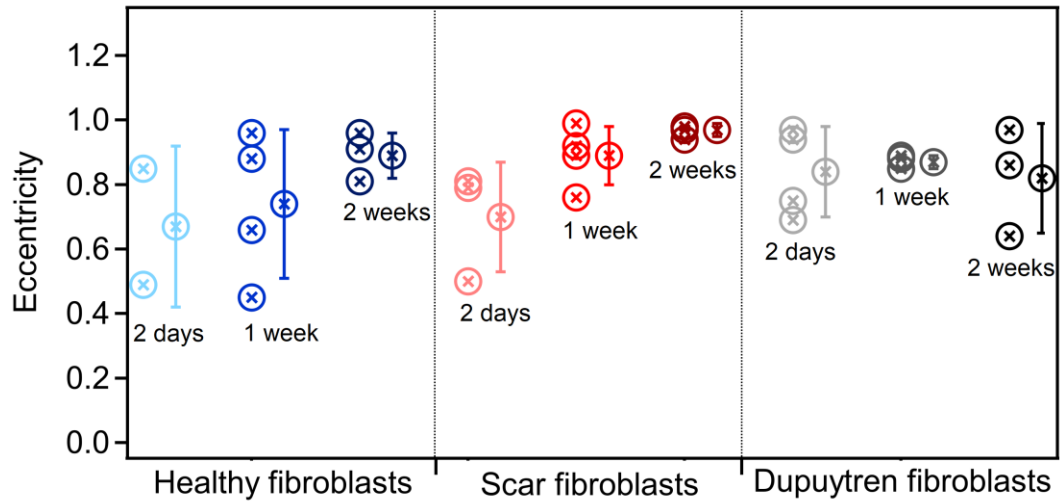 Eccentricity
1.2
1.0
0.8
0.6
0.4
0.2
0.0
2 days
1 week
2 weeks
2 days
1 week
2 weeks
2 days
1 week
2 weeks
Healthy fibroblasts
Scar fibroblasts
Dupuytren fibroblasts